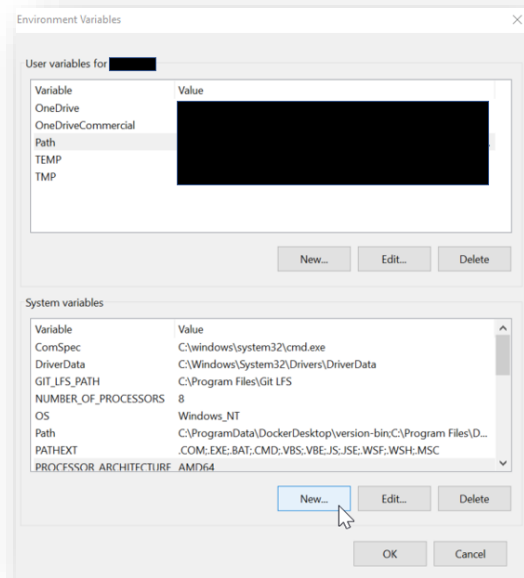 Environment Variables
User variables for
Variable Value
OneDrive
OneDriveCommercial
Path
TEMP
TMP
New... Edit... Delete
System variables
Variable Value
ComSpec C:\windows\system32\cmd.exe
DriverData C:\Windows\System32\Drivers\DriverData
GIT_LFS_PATH C:\Program Files\Git LFS
NUMBER_OF_PROCESSORS 8
OS Windows_NT
Path C:\ProgramData\DockerDesktop\version-bin;C:\Program Files\D...
PATHEXT .COM;.EXE;.BAT;.CMD;.VBS;.VBE;.JS;.JSE;.WSF;.WSH;.MSC
PROCESSOR_ARCHITECTURE AMD64
New... Edit... Delete
OK Cancel